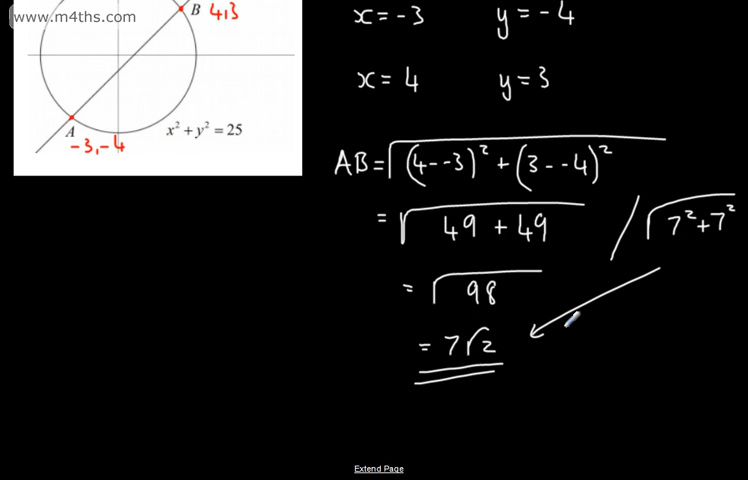 www.m4ths.com
B 4,3
A
-3,-4
x² + y² = 25
x = -3 y = -4
x = 4 y = 3
AB = √(4--3)² + (3--4)²
= √49 + 49 / √7² + 7²
= √98
= 7√2
Extend Page